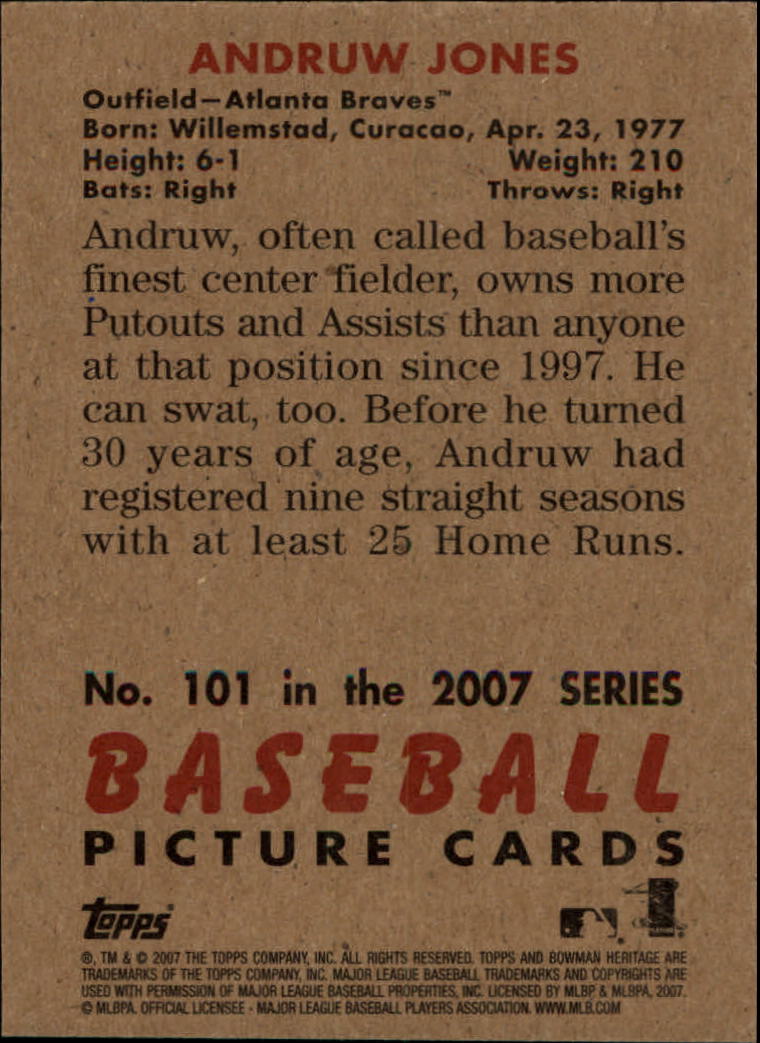 ANDRUW JONES
Outfield—Atlanta Braves™
Born: Willemstad, Curacao, Apr. 23, 1977
Height: 6-1 Weight: 210
Bats: Right Throws: Right
Andruw, often called baseball's
finest center fielder, owns more
Putouts and Assists than anyone
at that position since 1997. He
can swat, too. Before he turned
30 years of age, Andruw had
registered nine straight seasons
with at least 25 Home Runs.
No. 101 in the 2007 SERIES
BASEBALL
PICTURE CARDS
topps
®, TM & © 2007 THE TOPPS COMPANY, INC. ALL RIGHTS RESERVED. TOPPS AND BOWMAN HERITAGE ARE
TRADEMARKS OF THE TOPPS COMPANY, INC. MAJOR LEAGUE BASEBALL TRADEMARKS AND COPYRIGHTS ARE
USED WITH PERMISSION OF MAJOR LEAGUE BASEBALL PROPERTIES, INC. LICENSED BY MLBP & MLBPA, 2007.
© MLBPA. OFFICIAL LICENSEE - MAJOR LEAGUE BASEBALL PLAYERS ASSOCIATION. WWW.MLB.COM